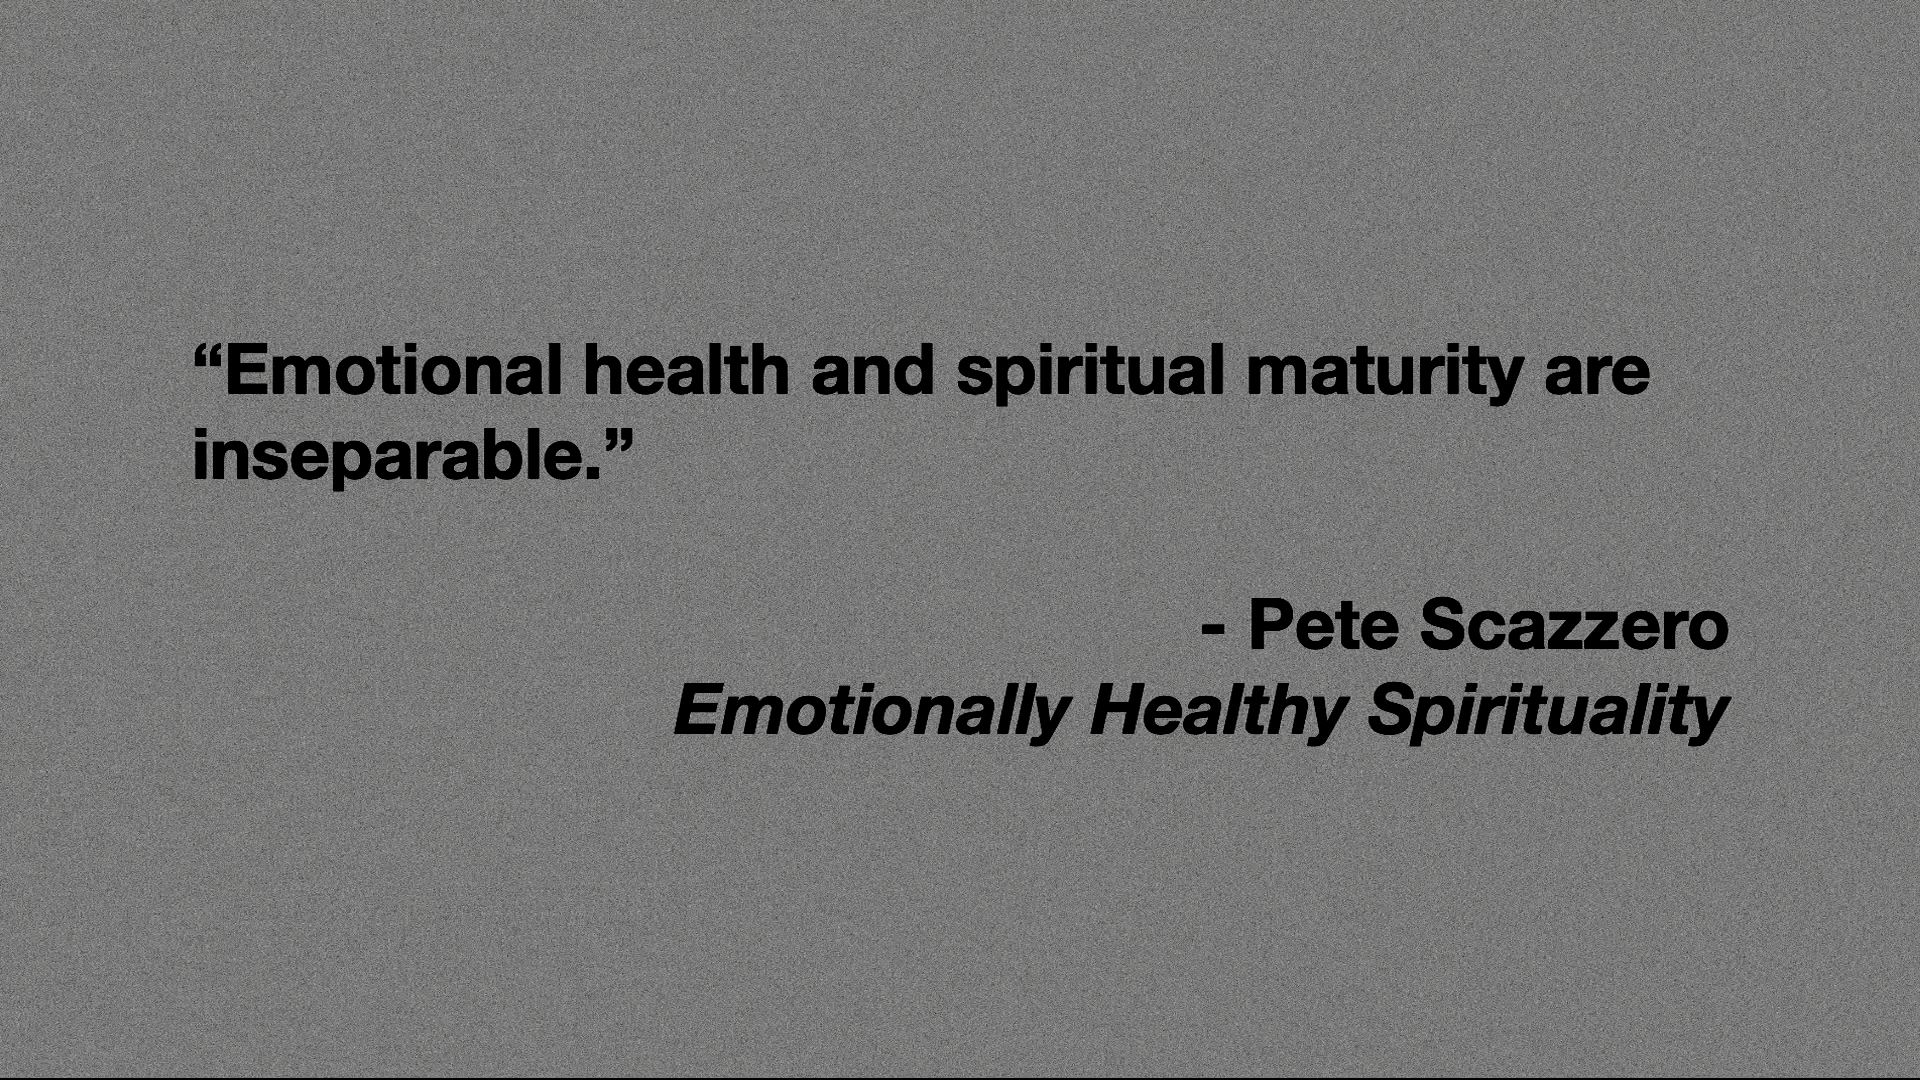 “Emotional health and spiritual maturity are
inseparable.”
- Pete Scazzero
Emotionally Healthy Spirituality